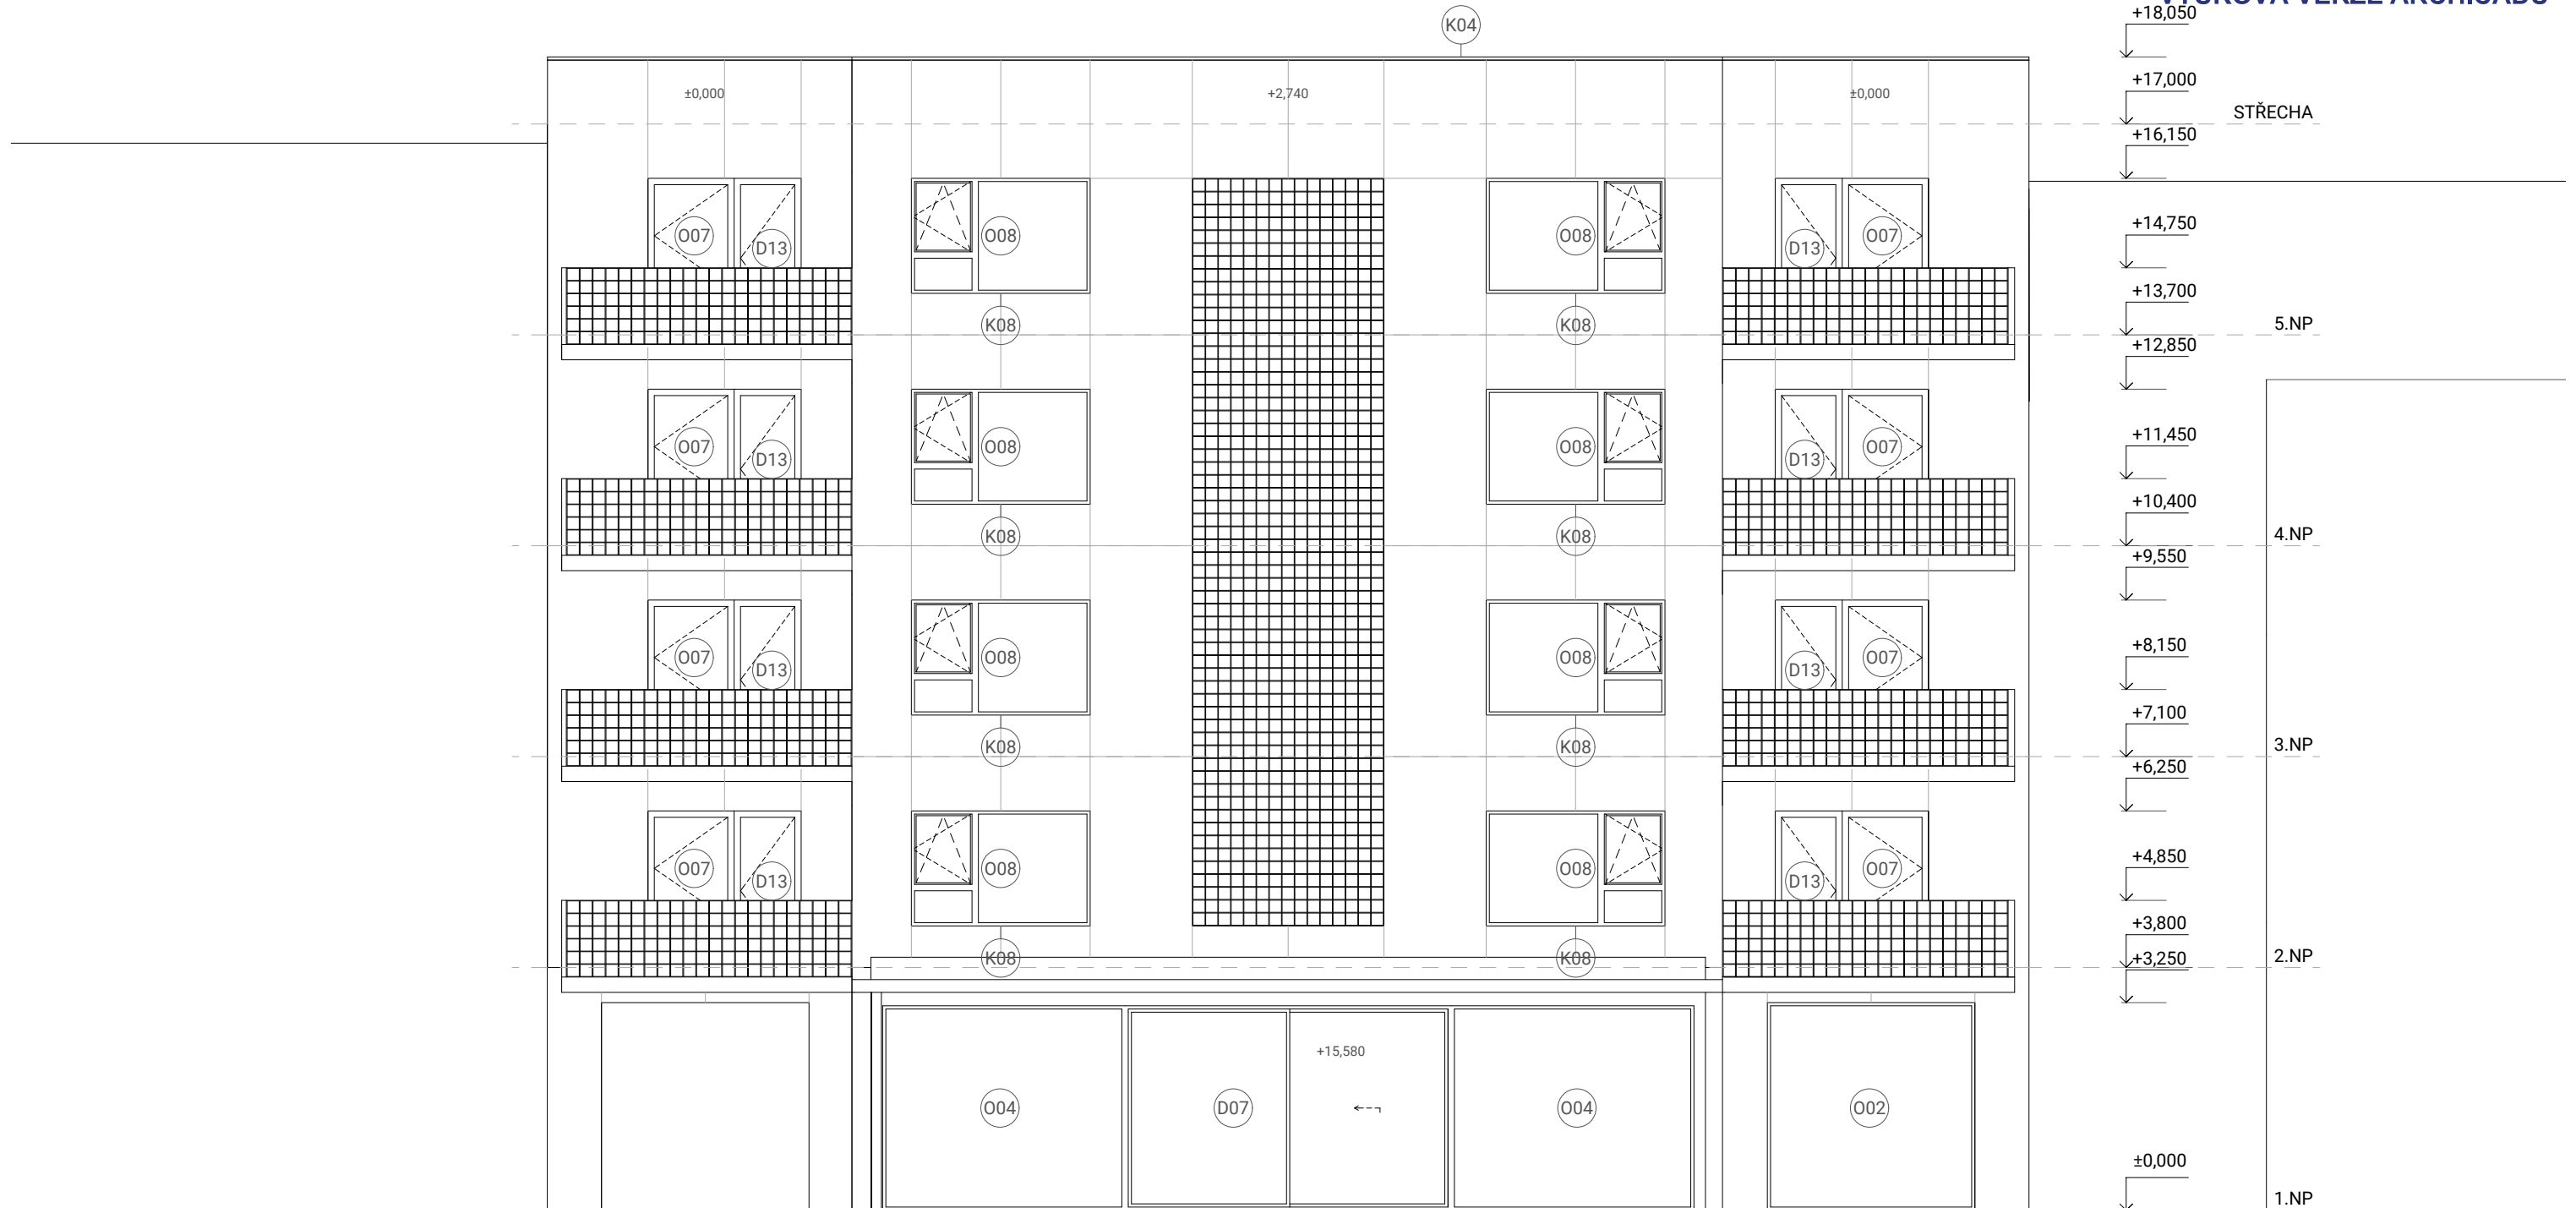 VÝUKOVÁ VERZE ARCHICADU
K04
+18,050
±0,000
+2,740
±0,000
+17,000
STŘECHA
+16,150
O07
D13
O08
O08
D13
O07
+14,750
+13,700
K08
K08
5.NP
+12,850
O07
D13
O08
O08
D13
O07
+11,450
+10,400
K08
K08
4.NP
+9,550
O07
D13
O08
O08
D13
O07
+8,150
+7,100
K08
K08
3.NP
+6,250
O07
D13
O08
O08
D13
O07
+4,850
+3,800
K08
K08
2.NP
+3,250
+15,580
O04
D07
O04
O02
±0,000
1.NP